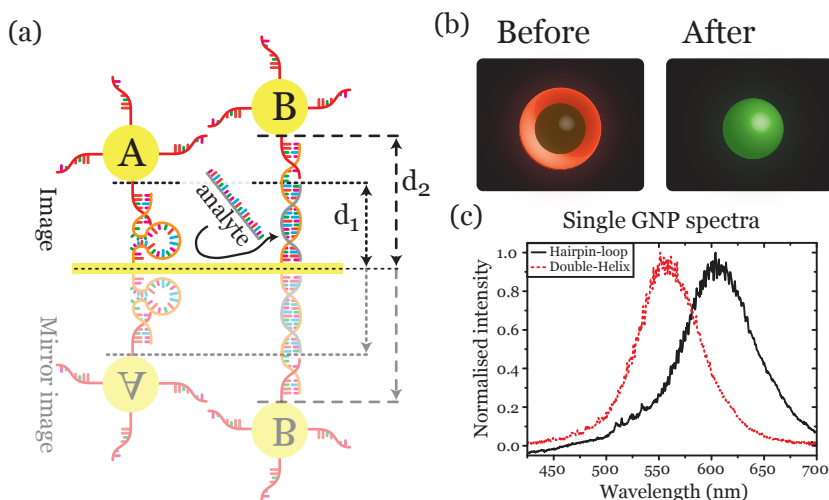 (a)
A
B
Image
analyte
d1
d2
Mirror image
A
B
(b)
Before
After
(c)
Single GNP spectra
Hairpin-loop
Double-Helix
Normalised intensity
1.0
0.8
0.6
0.4
0.2
0.0
450 500 550 600 650 700
Wavelength (nm)